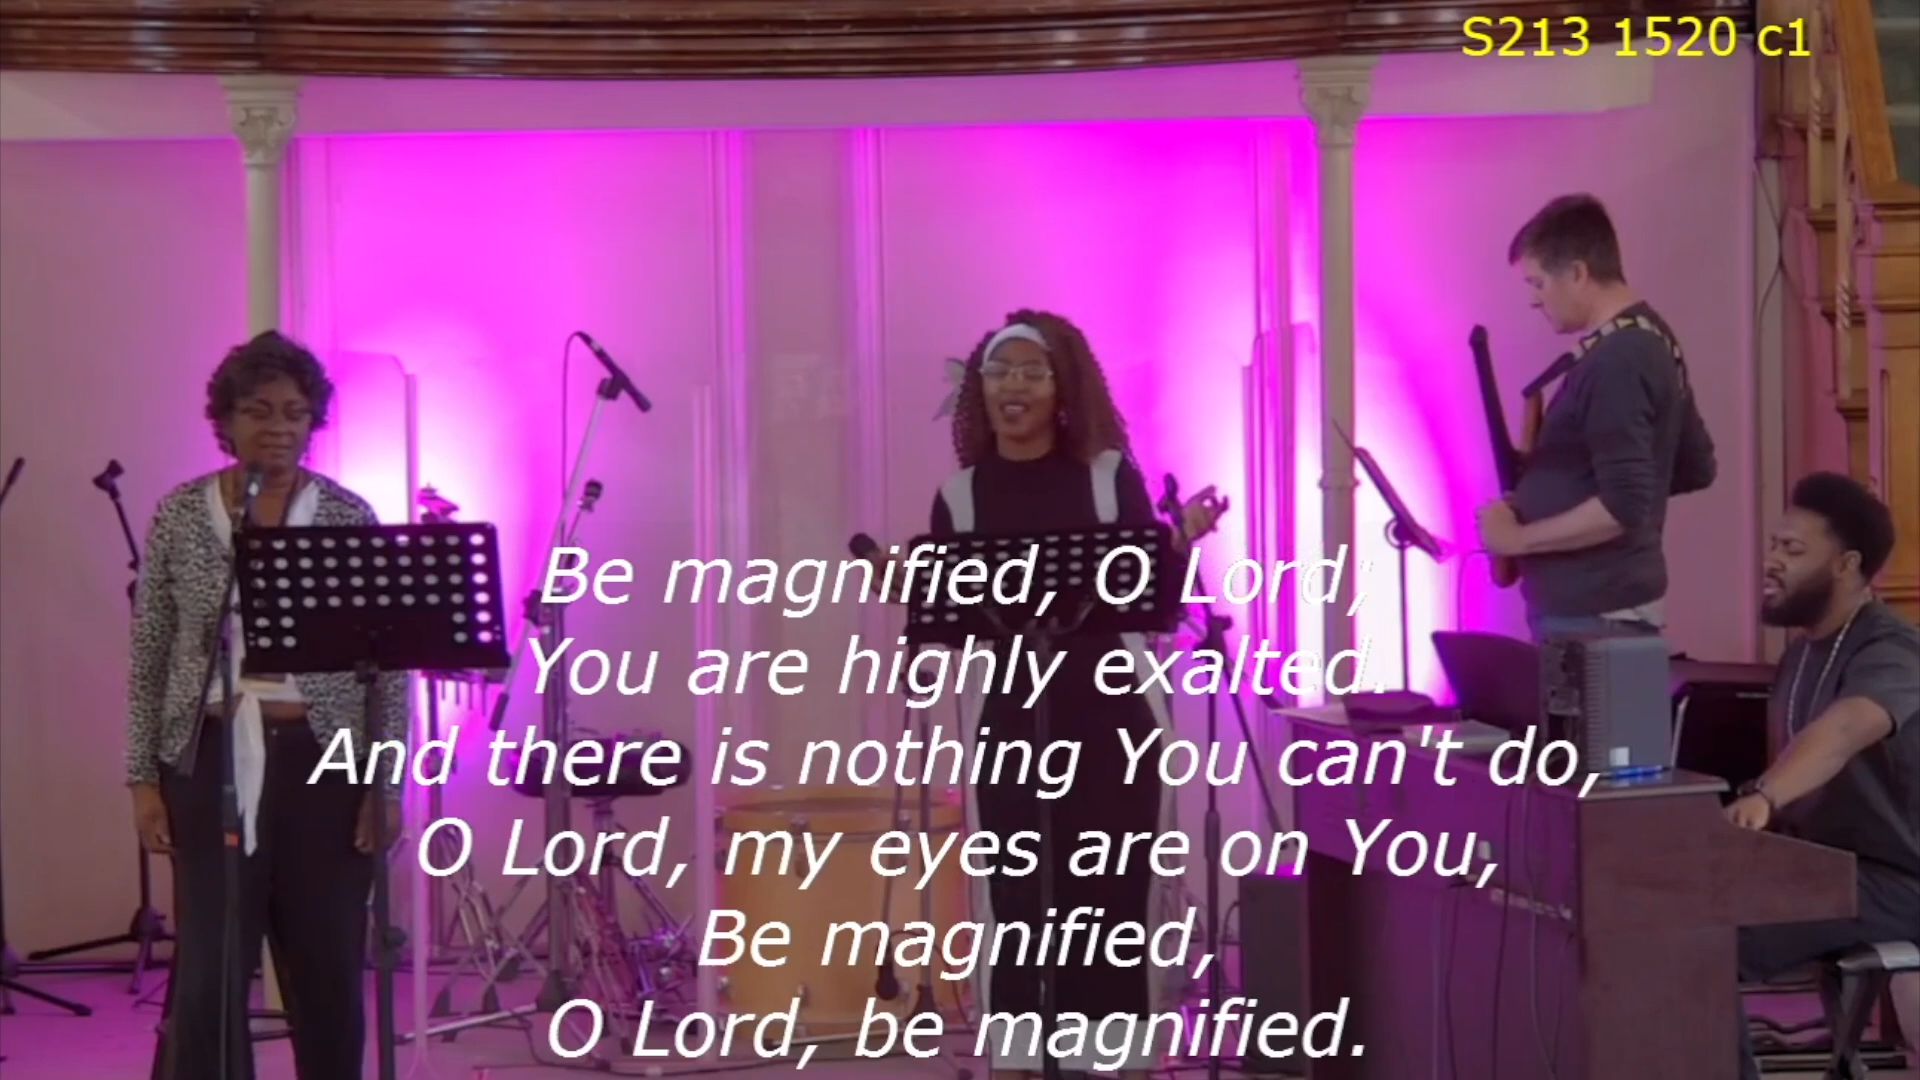 S213 1520 c1
Be magnified, O Lord;
You are highly exalted.
And there is nothing You can't do,
O Lord, my eyes are on You,
Be magnified,
O Lord, be magnified.